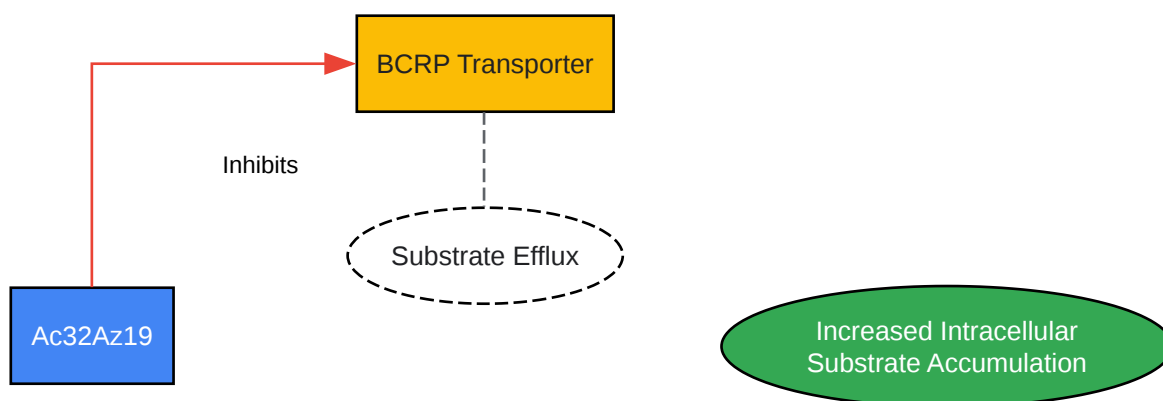 BCRP Transporter
Inhibits
Substrate Efflux
Ac32Az19
Increased Intracellular
Substrate Accumulation